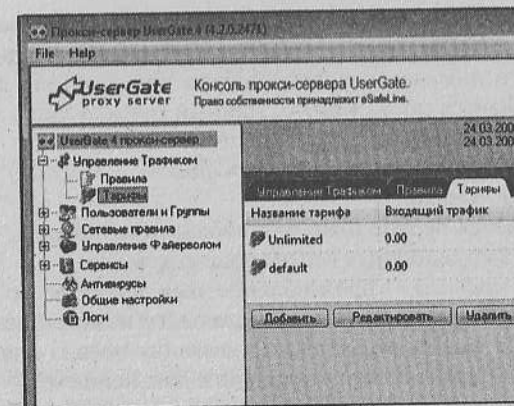 Прокси-сервер UserGate 4 (4.2.0.2471)
File Help
UserGate
proxy server
Консоль прокси-сервера UserGate.
Право собственности принадлежит eSafeLine.
24.03.200
24.03.200
UserGate 4 прокси-сервер
Управление Трафиком
Правила
Тарифы
Пользователи и Группы
Сетевые правила
Управление Файерволом
Сервисы
Антивирусы
Общие настройки
Логи
Управление Трафиком Правила Тарифы
Название тарифа Входящий трафик
Unlimited 0.00
default 0.00
Добавить Редактировать Удалить